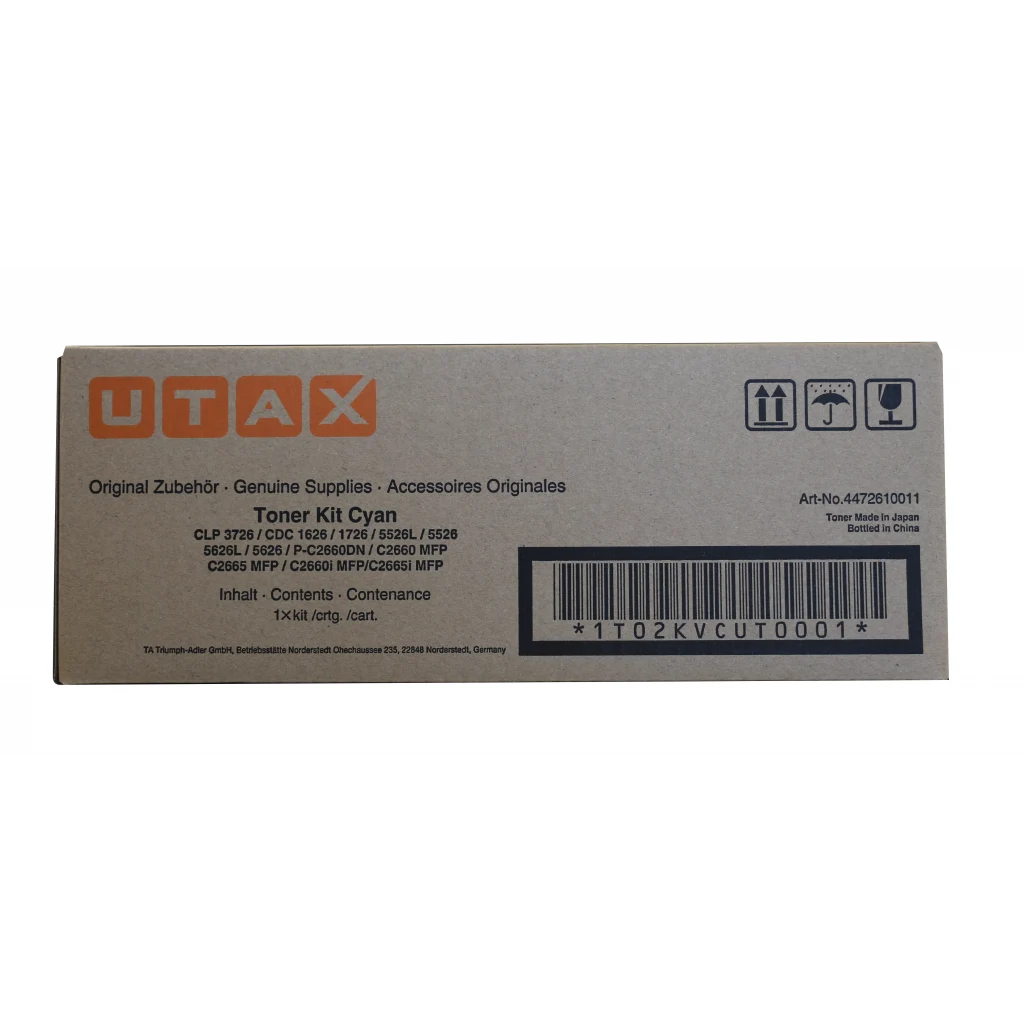 UTAX
Original Zubehör · Genuine Supplies · Accessoires Originales
Toner Kit Cyan
CLP 3726 / CDC 1626 / 1726 / 5526L / 5526
5626L / 5626 / P-C2660DN / C2660 MFP
C2665 MFP / C2660i MFP/C2665i MFP
Inhalt · Contents · Contenance
1×kit /crtg. /cart.
TA Triumph-Adler GmbH, Betriebsstätte Norderstedt Ohechaussee 235, 22848 Norderstedt, Germany
Art-No.4472610011
Toner Made in Japan
Bottled in China
*1T02KVCUT0001*